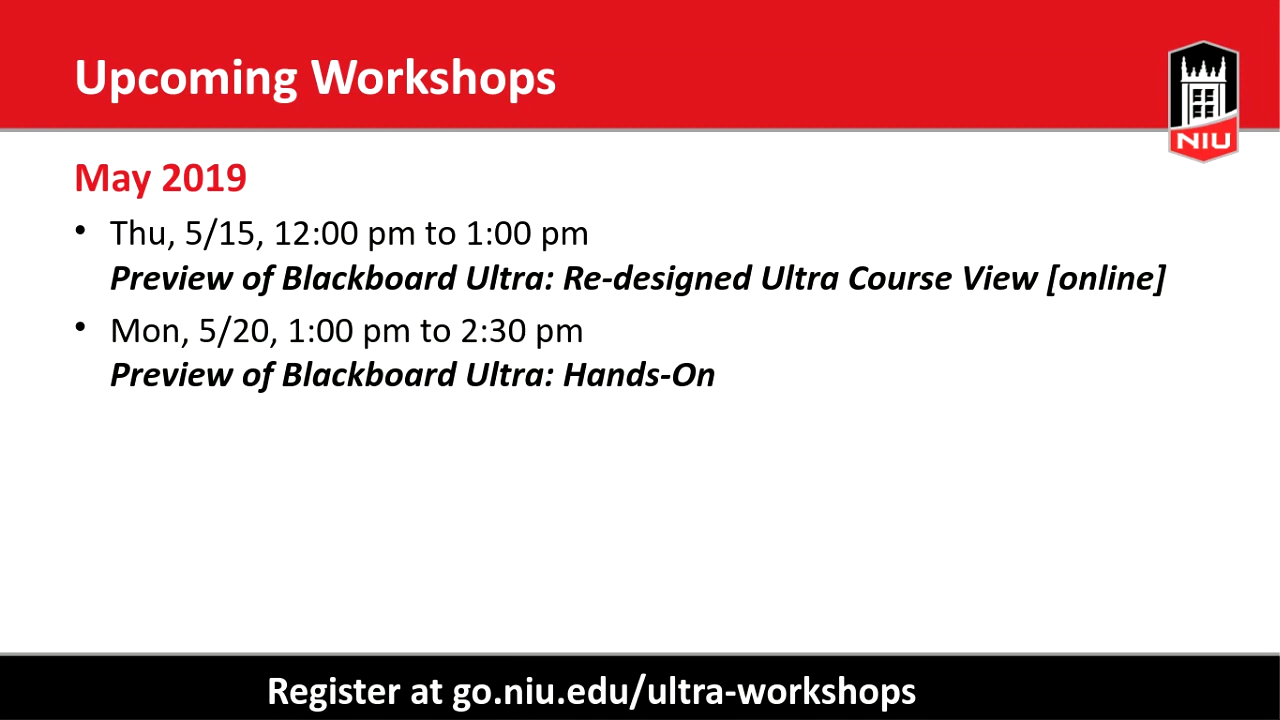 Upcoming Workshops
NIU
May 2019
• Thu, 5/15, 12:00 pm to 1:00 pm
Preview of Blackboard Ultra: Re-designed Ultra Course View [online]
• Mon, 5/20, 1:00 pm to 2:30 pm
Preview of Blackboard Ultra: Hands-On
Register at go.niu.edu/ultra-workshops